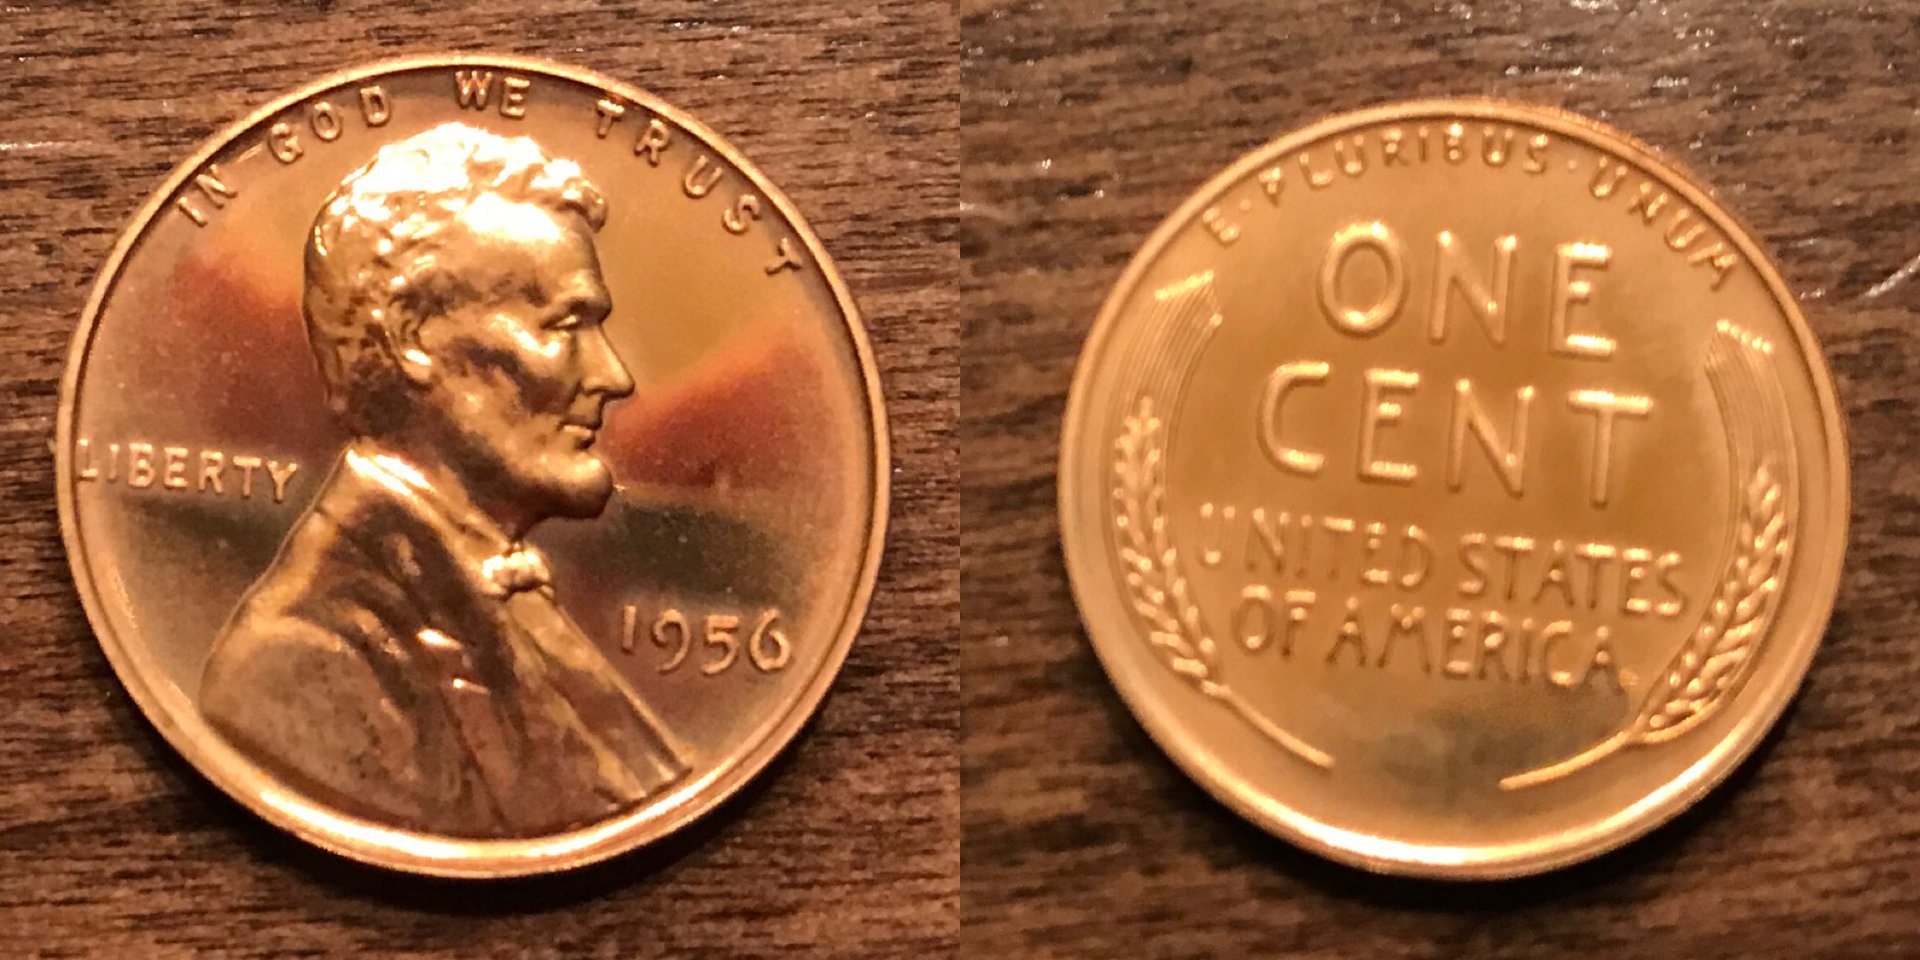 IN GOD WE TRUST
LIBERTY
1956
E·PLURIBUS·UNUM
ONE
CENT
UNITED STATES
OF AMERICA